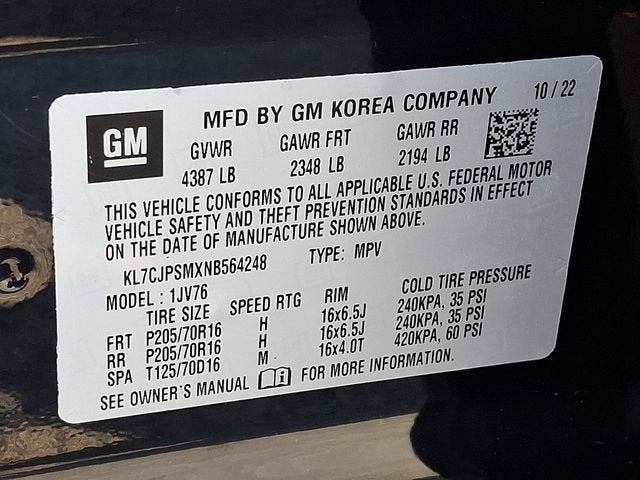 GM
MFD BY GM KOREA COMPANY 10 / 22
GVWR GAWR FRT GAWR RR
4387 LB 2348 LB 2194 LB
THIS VEHICLE CONFORMS TO ALL APPLICABLE U.S. FEDERAL MOTOR
VEHICLE SAFETY AND THEFT PREVENTION STANDARDS IN EFFECT
ON THE DATE OF MANUFACTURE SHOWN ABOVE.
KL7CJPSMXNB564248 TYPE: MPV
MODEL : 1JV76
TIRE SIZE SPEED RTG RIM COLD TIRE PRESSURE
FRT P205/70R16 H 16x6.5J 240KPA, 35 PSI
RR P205/70R16 H 16x6.5J 240KPA, 35 PSI
SPA T125/70D16 M 16x4.0T 420KPA, 60 PSI
SEE OWNER'S MANUAL FOR MORE INFORMATION.